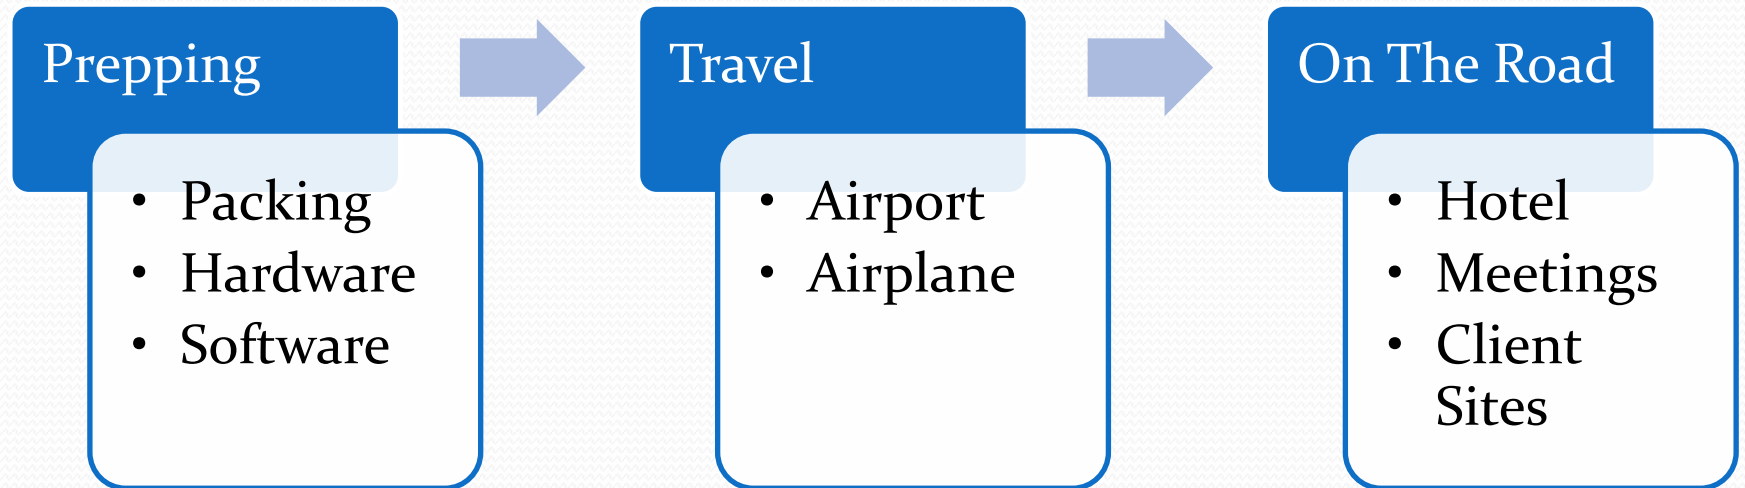 Prepping
• Packing
• Hardware
• Software
Travel
• Airport
• Airplane
On The Road
• Hotel
• Meetings
• Client
Sites